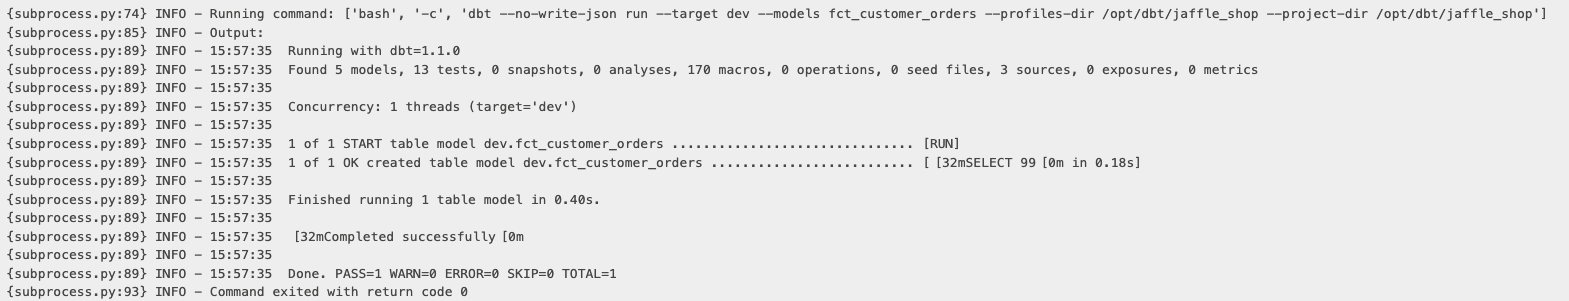 {subprocess.py:74} INFO - Running command: ['bash', '-c', 'dbt --no-write-json run --target dev --models fct_customer_orders --profiles-dir /opt/dbt/jaffle_shop --project-dir /opt/dbt/jaffle_shop']
{subprocess.py:85} INFO - Output:
{subprocess.py:89} INFO - 15:57:35  Running with dbt=1.1.0
{subprocess.py:89} INFO - 15:57:35  Found 5 models, 13 tests, 0 snapshots, 0 analyses, 170 macros, 0 operations, 0 seed files, 3 sources, 0 exposures, 0 metrics
{subprocess.py:89} INFO - 15:57:35
{subprocess.py:89} INFO - 15:57:35  Concurrency: 1 threads (target='dev')
{subprocess.py:89} INFO - 15:57:35
{subprocess.py:89} INFO - 15:57:35  1 of 1 START table model dev.fct_customer_orders ............................... [RUN]
{subprocess.py:89} INFO - 15:57:35  1 of 1 OK created table model dev.fct_customer_orders .......................... [ [32mSELECT 99 [0m in 0.18s]
{subprocess.py:89} INFO - 15:57:35
{subprocess.py:89} INFO - 15:57:35  Finished running 1 table model in 0.40s.
{subprocess.py:89} INFO - 15:57:35
{subprocess.py:89} INFO - 15:57:35   [32mCompleted successfully [0m
{subprocess.py:89} INFO - 15:57:35
{subprocess.py:89} INFO - 15:57:35  Done. PASS=1 WARN=0 ERROR=0 SKIP=0 TOTAL=1
{subprocess.py:93} INFO - Command exited with return code 0